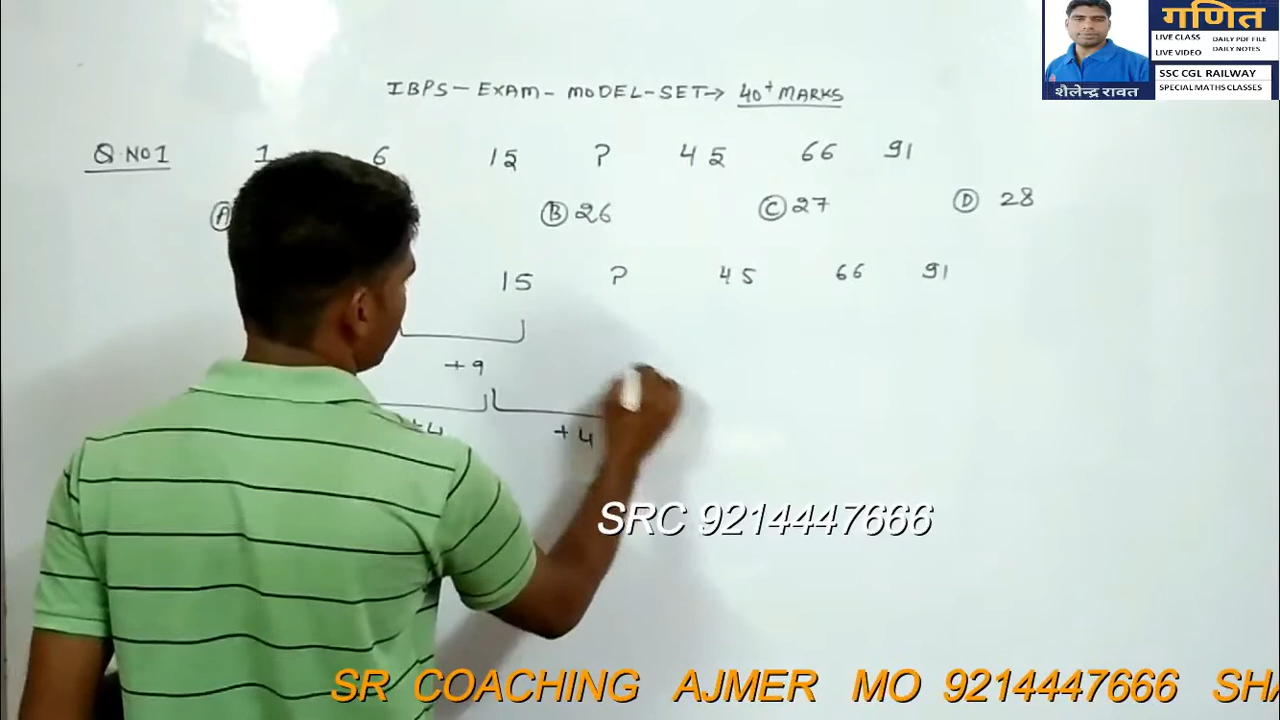 गणित
LIVE CLASS DAILY PDF FILE
LIVE VIDEO DAILY NOTES
SSC CGL RAILWAY
SPECIAL MATHS CLASSES
शैलेन्द्र रावत
IBPS-EXAM-MODEL-SET→ 40+ MARKS
Q.NO1 1 6 15 ? 45 66 91
A B 26 C 27 D 28
15 ? 45 66 91
+9
+4 +4
SRC 9214447666
SR COACHING AJMER MO 9214447666